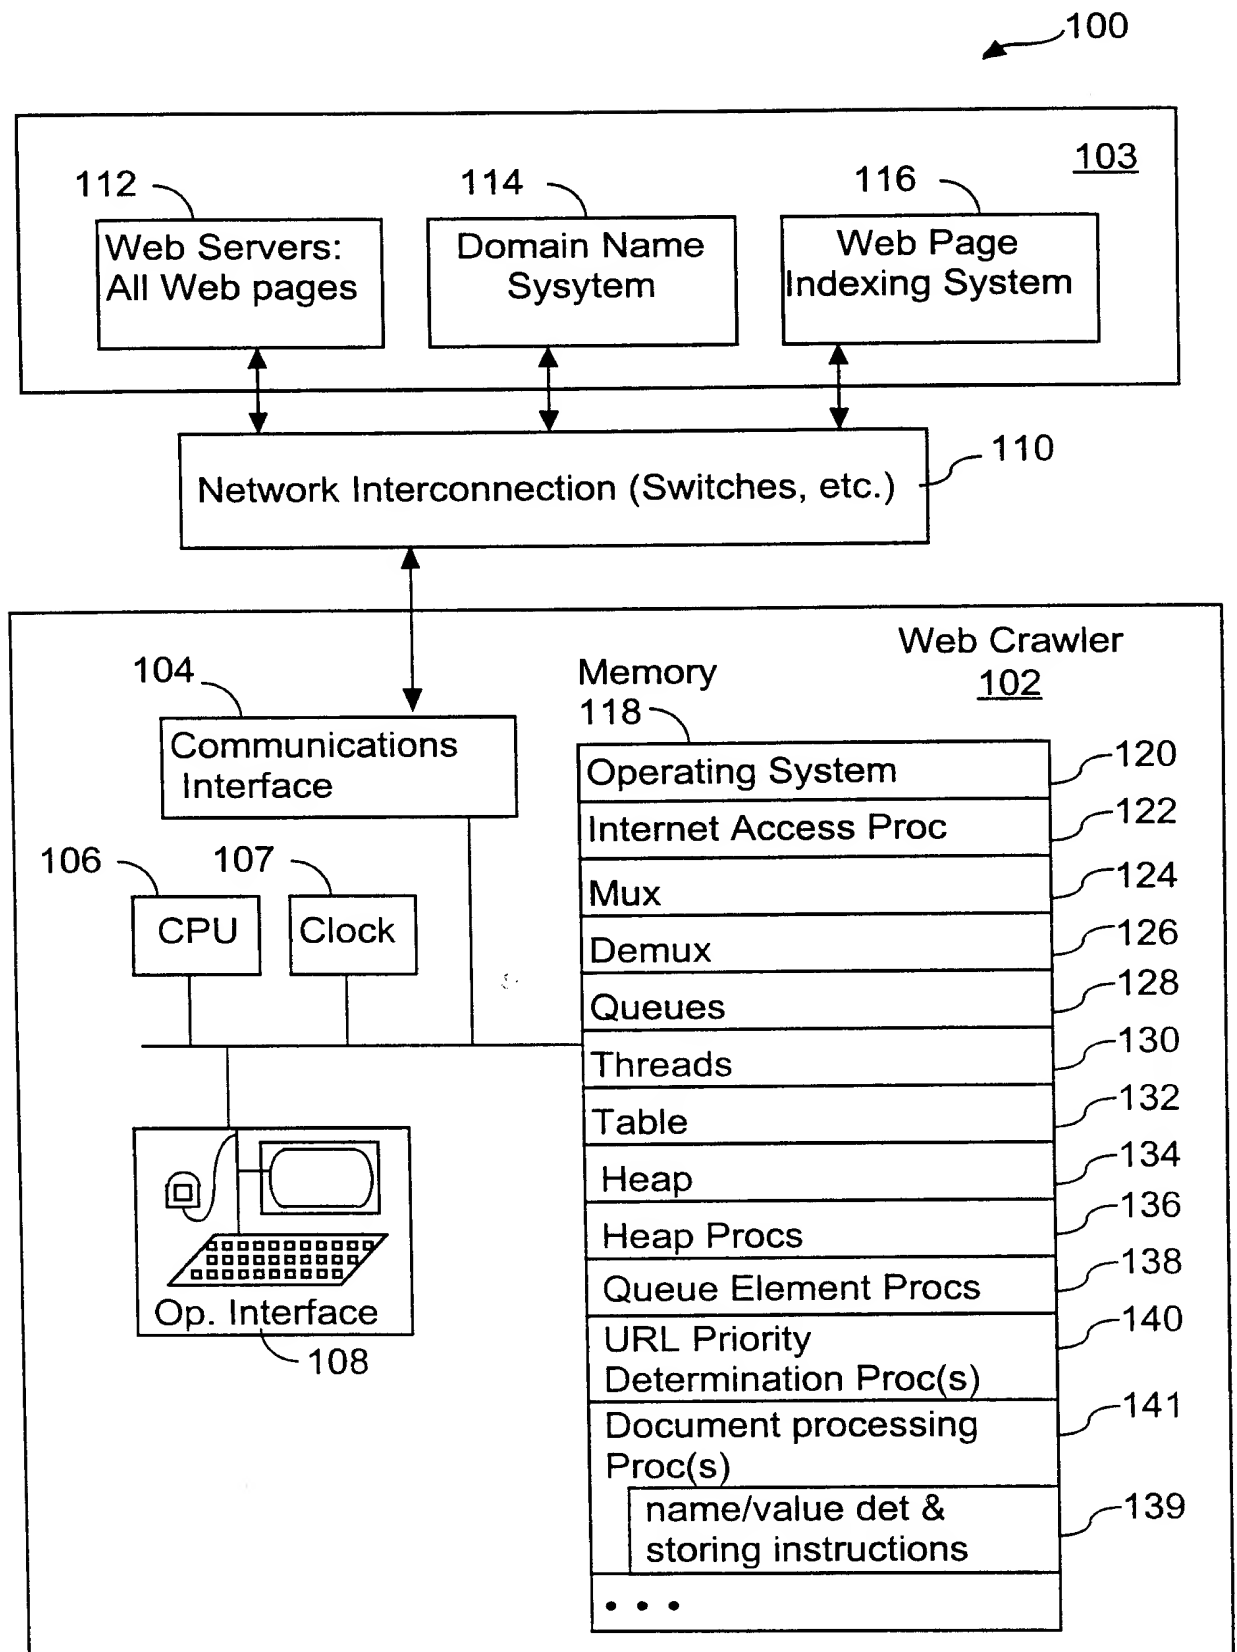 100
103
112
114
116
Web Servers:
All Web pages
Domain Name
Sysytem
Web Page
Indexing System
110
Network Interconnection (Switches, etc.)
Web Crawler
102
104
Communications
Interface
106
107
CPU
Clock
Op. Interface
108
Memory
118
Operating System
120
Internet Access Proc
122
Mux
124
Demux
126
Queues
128
Threads
130
Table
132
Heap
134
Heap Procs
136
Queue Element Procs
138
URL Priority
Determination Proc(s)
140
Document processing
Proc(s)
141
name/value det &
storing instructions
139
• • •